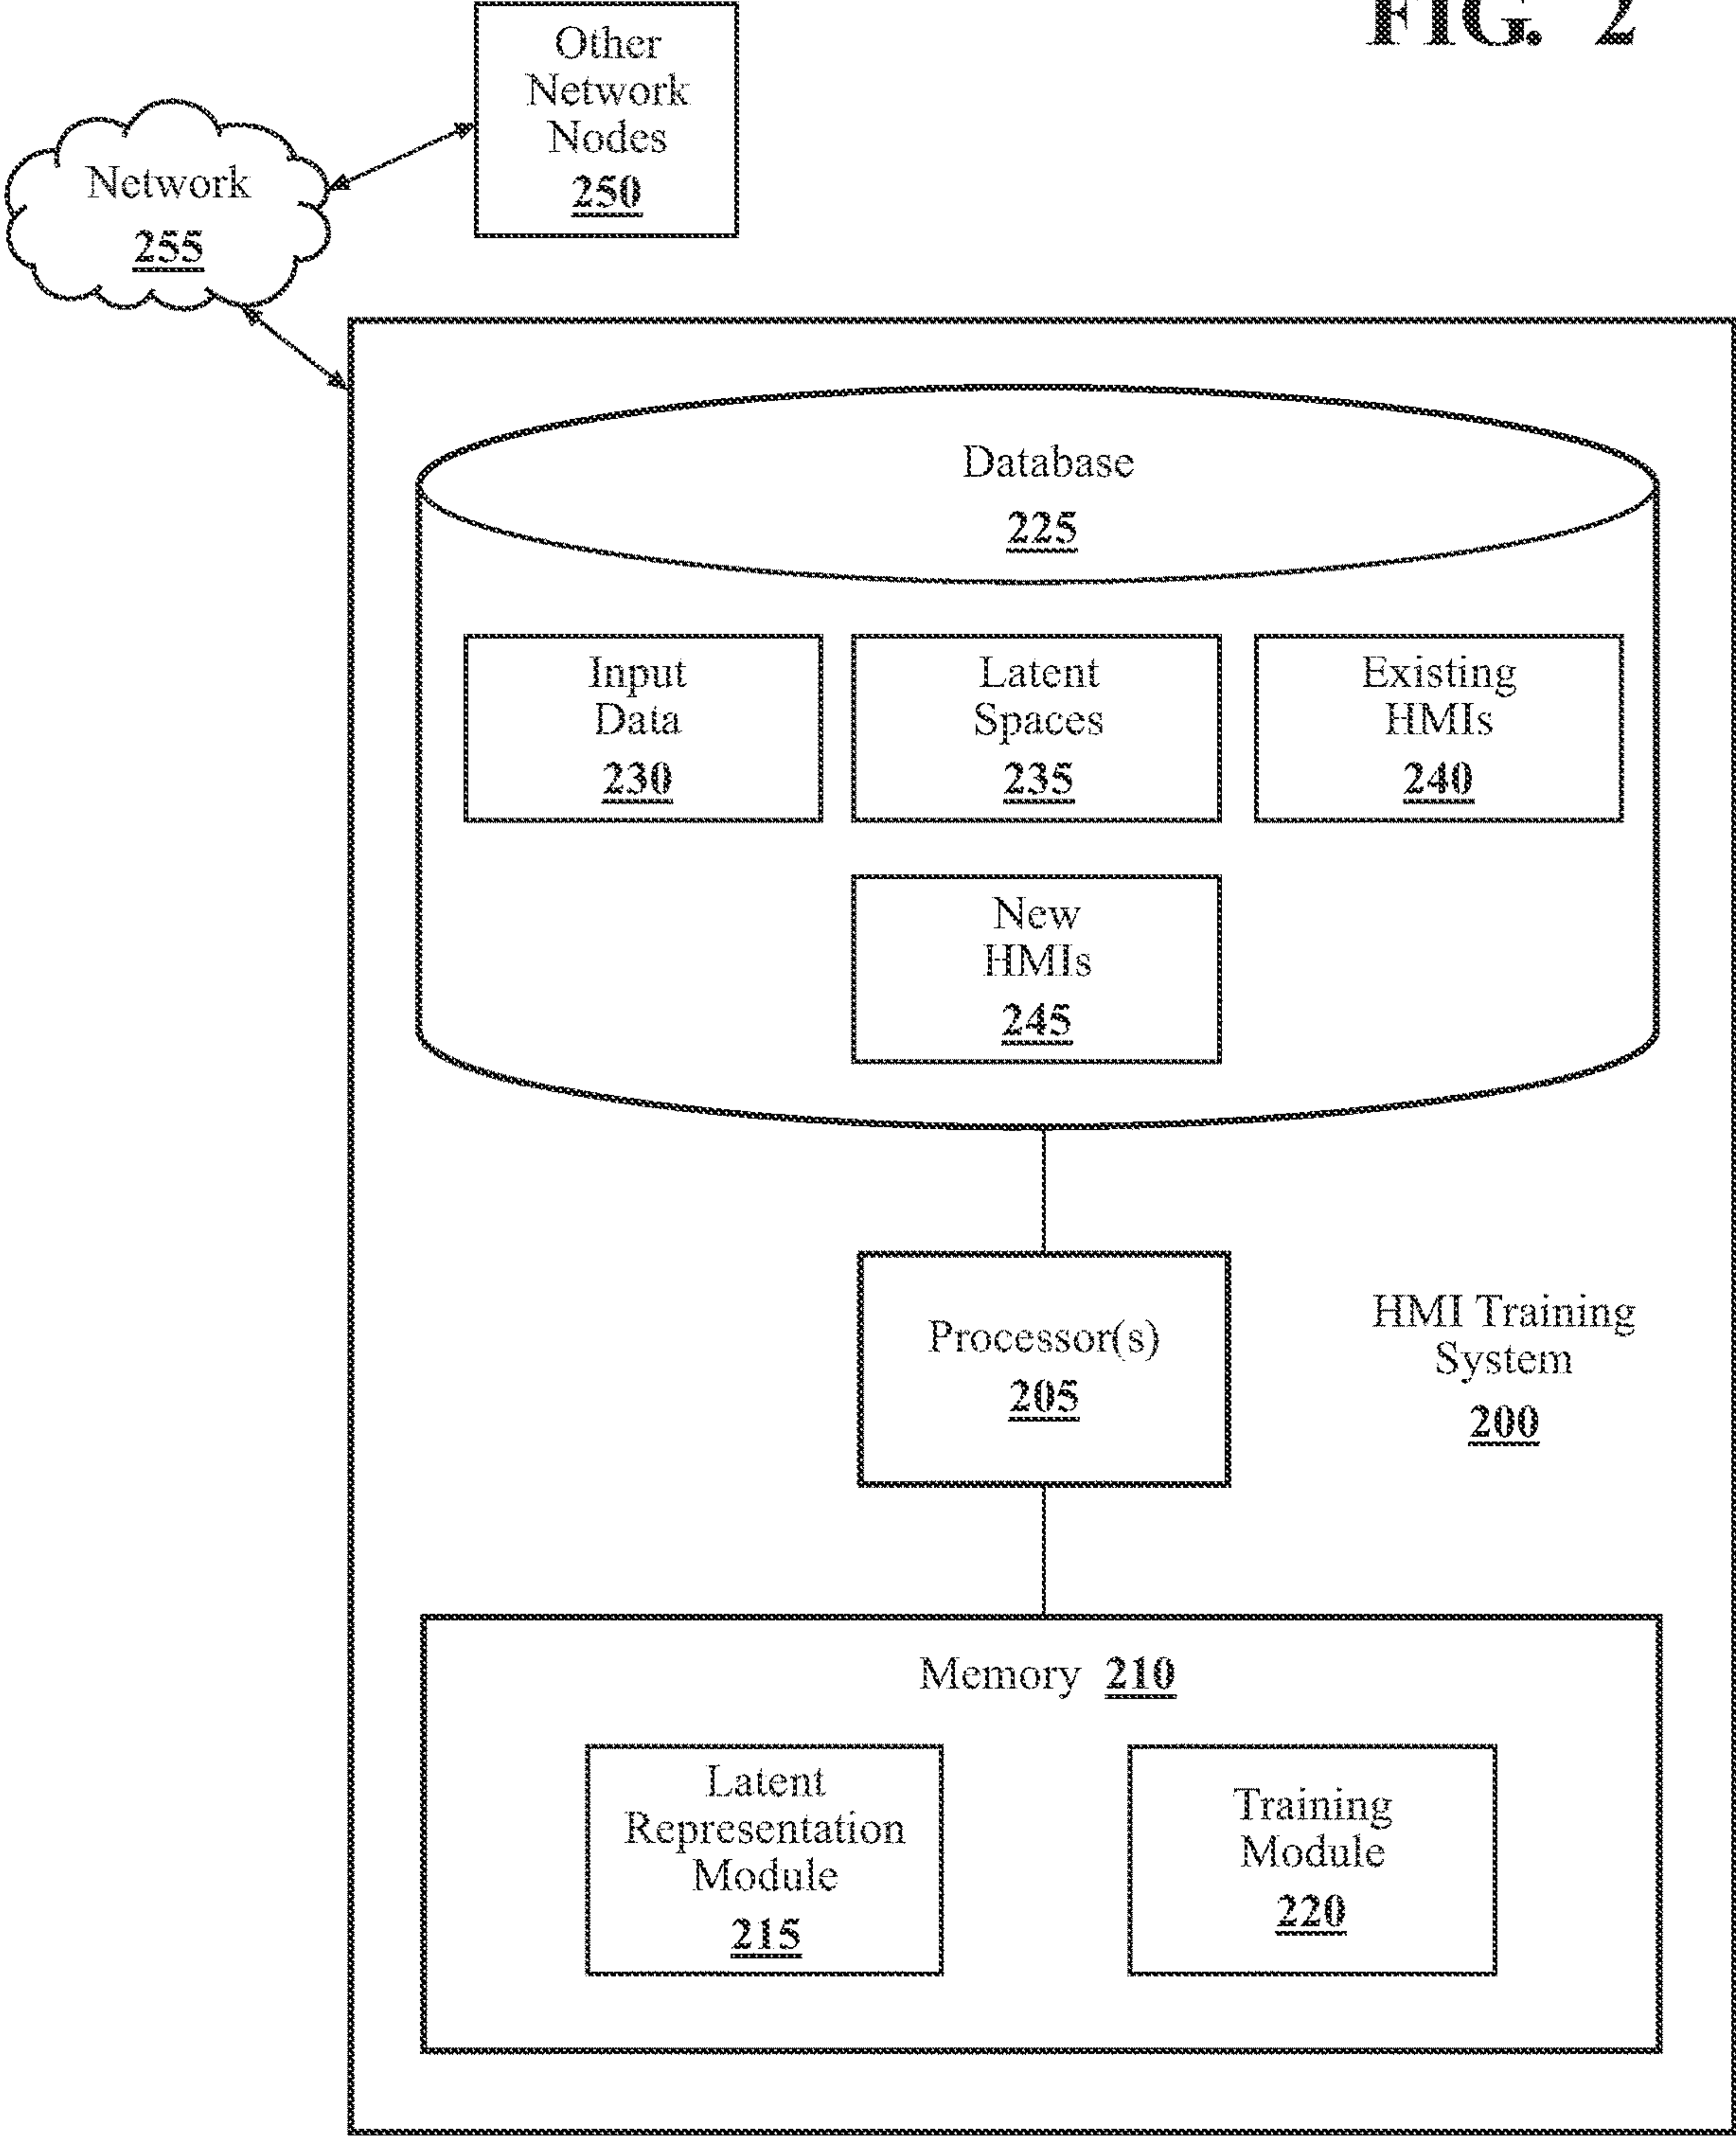 FIG. 2
Other
Network
Nodes
250
Network
255
Database
225
Input
Data
230
Latent
Spaces
235
Existing
HMIs
240
New
HMIs
245
Processor(s)
205
HMI Training
System
200
Memory 210
Latent
Representation
Module
215
Training
Module
220